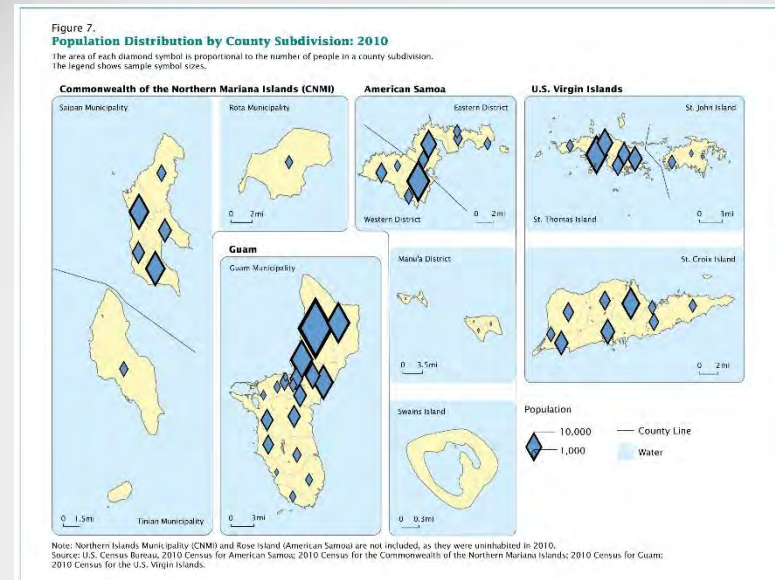 Figure 7.
Population Distribution by County Subdivision: 2010
The area of each diamond symbol is proportional to the number of people in a county subdivision.
The legend shows sample symbol sizes.
Commonwealth of the Northern Mariana Islands (CNMI)
Saipan Municipality
0 1.5mi
Tinian Municipality
Rota Municipality
0 2mi
Guam
Guam Municipality
0 3mi
American Samoa
Eastern District
Western District
0 2mi
Manu'a District
0 3.5mi
Swains Island
0 0.3mi
U.S. Virgin Islands
St. John Island
St. Thomas Island
0 3mi
St. Croix Island
0 2mi
Population
10,000
1,000
County Line
Water
Note: Northern Islands Municipality (CNMI) and Rose Island (American Samoa) are not included, as they were uninhabited in 2010.
Source: U.S. Census Bureau, 2010 Census for American Samoa; 2010 Census for the Commonwealth of the Northern Mariana Islands; 2010 Census for Guam;
2010 Census for the U.S. Virgin Islands.